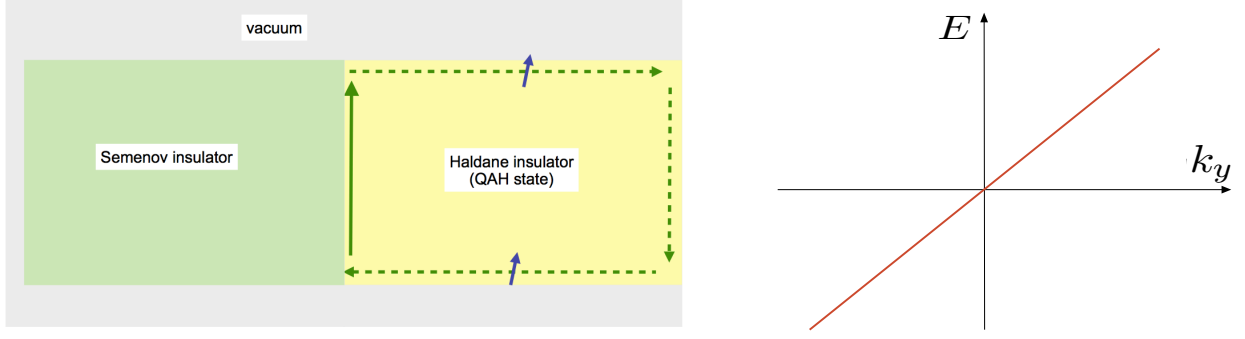 vacuum
Semenov insulator
Haldane insulator
(QAH state)
E
k_y